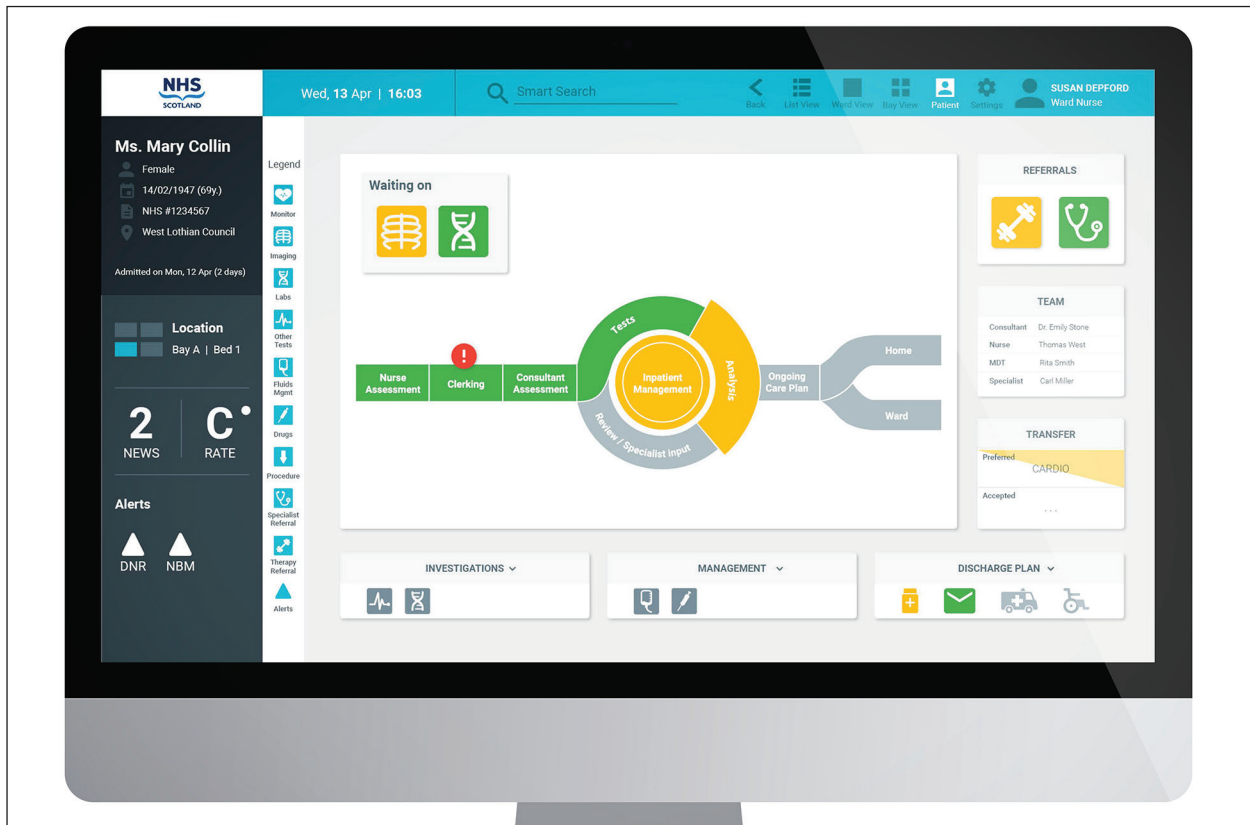 NHS
SCOTLAND
Wed, 13 Apr | 16:03
Smart Search
Back
List View
Word View
Bay View
Patient
Settings
SUSAN DEPFORD
Ward Nurse
Ms. Mary Collin
Female
14/02/1947 (69y.)
NHS #1234567
West Lothian Council
Admitted on Mon, 12 Apr (2 days)
Location
Bay A | Bed 1
2
NEWS
C
RATE
Alerts
DNR
NBM
Legend
Monitor
Imaging
Labs
Other
Tests
Fluids
Mgmt
Drugs
Procedure
Specialist
Referral
Therapy
Referral
Alerts
Waiting on
!
Nurse
Assessment
Clerking
Consultant
Assessment
Tests
Inpatient
Management
Analysis
Review / Specialist input
Ongoing
Care Plan
Home
Ward
REFERRALS
TEAM
Consultant Dr. Emily Stone
Nurse Thomas West
MDT Rita Smith
Specialist Carl Miller
TRANSFER
Preferred
CARDIO
Accepted
...
INVESTIGATIONS
MANAGEMENT
DISCHARGE PLAN